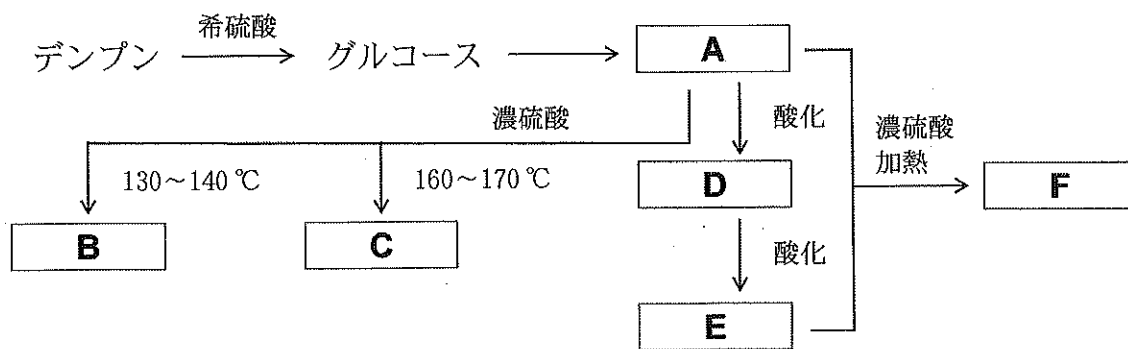 希硫酸
デンプン
グルコース
A
濃硫酸
酸化
濃硫酸
加熱
130～140 ℃
160～170 ℃
D
F
B
C
酸化
E